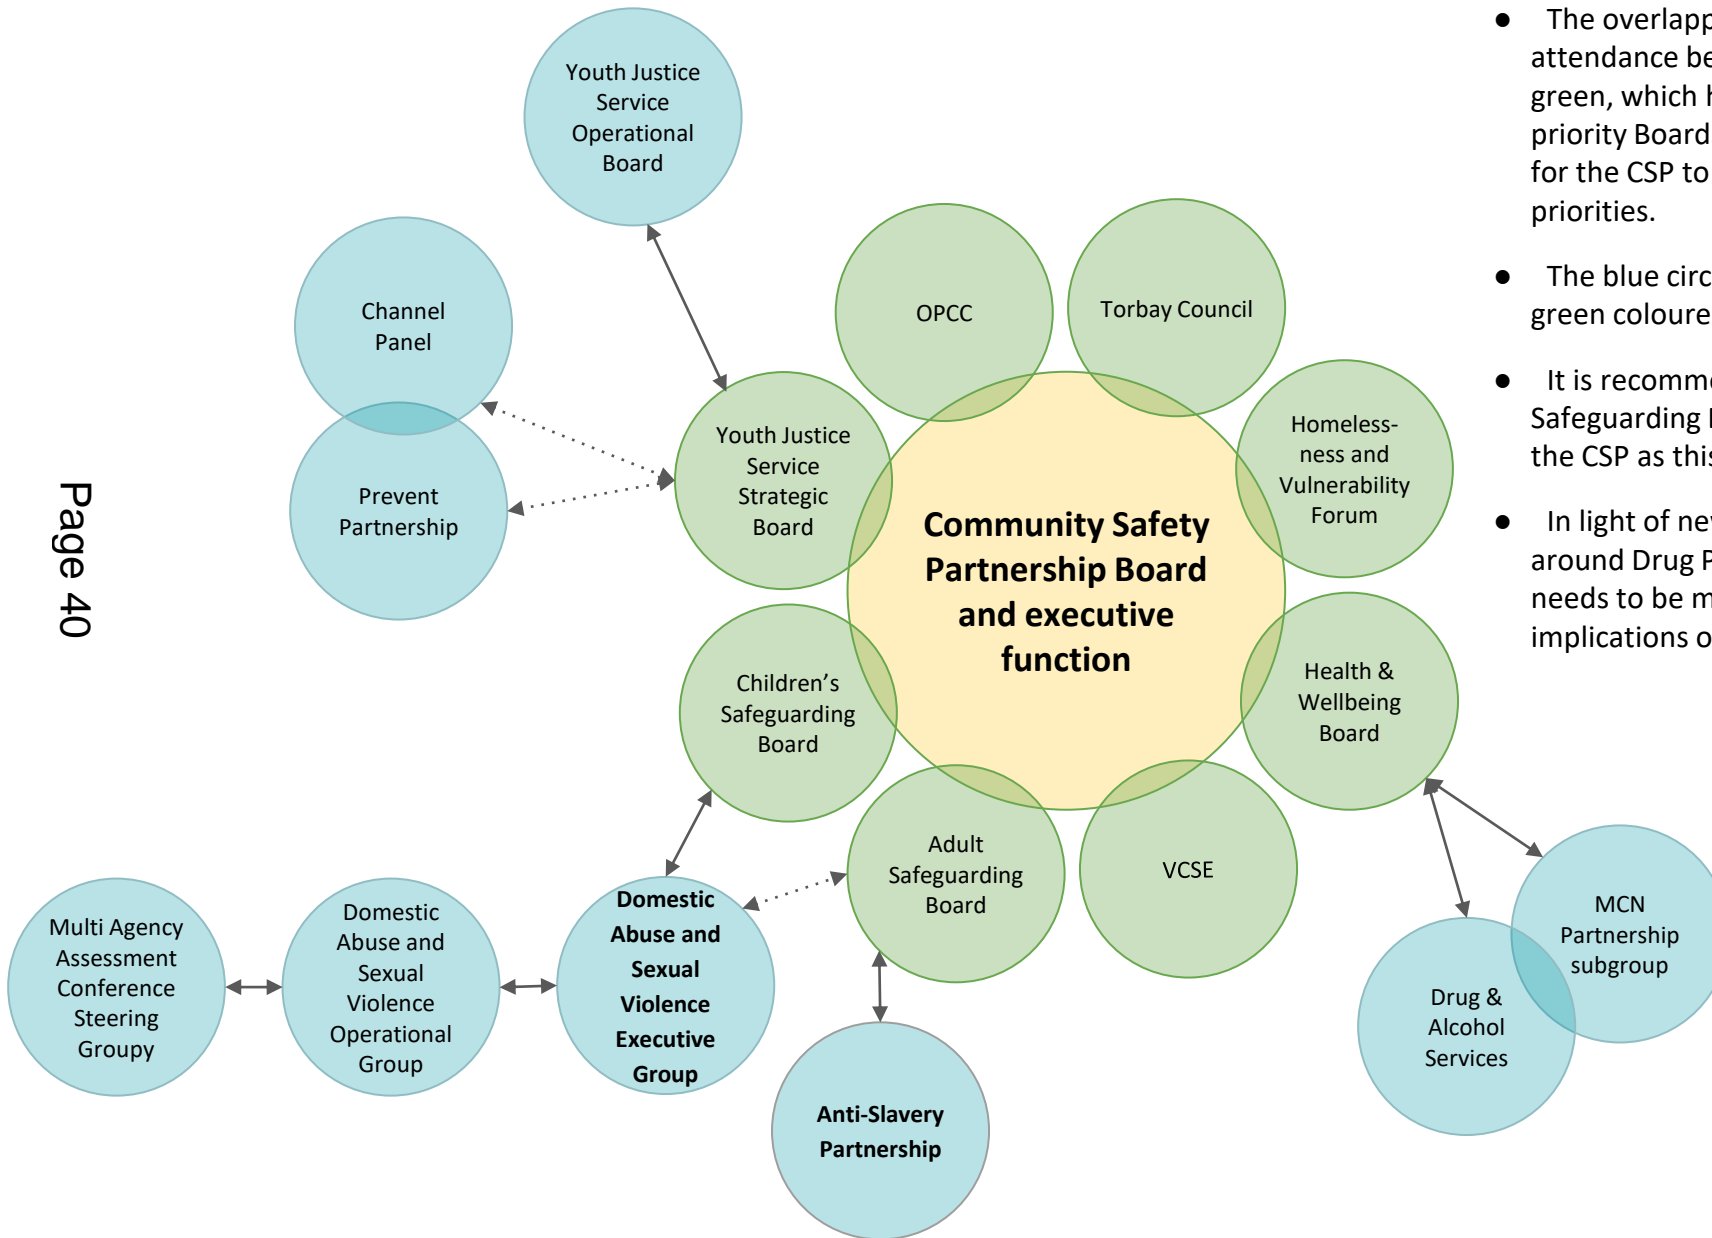 Youth Justice
Service
Operational
Board
Channel
Panel
Prevent
Partnership
OPCC
Torbay Council
Youth Justice
Service
Strategic
Board
Homeless-
ness and
Vulnerability
Forum
Community Safety
Partnership Board
and executive
function
Children’s
Safeguarding
Board
Health &
Wellbeing
Board
Adult
Safeguarding
Board
VCSE
Multi Agency
Assessment
Conference
Steering
Groupy
Domestic
Abuse and
Sexual
Violence
Operational
Group
Domestic
Abuse and
Sexual
Violence
Executive
Group
Anti-Slavery
Partnership
Drug &
Alcohol
Services
MCN
Partnership
subgroup
● The overlapp
attendance be
green, which h
priority Board
for the CSP to
priorities.
● The blue circ
green coloure
● It is recomme
Safeguarding
the CSP as this
● In light of nev
around Drug P
needs to be m
implications o
Page 40